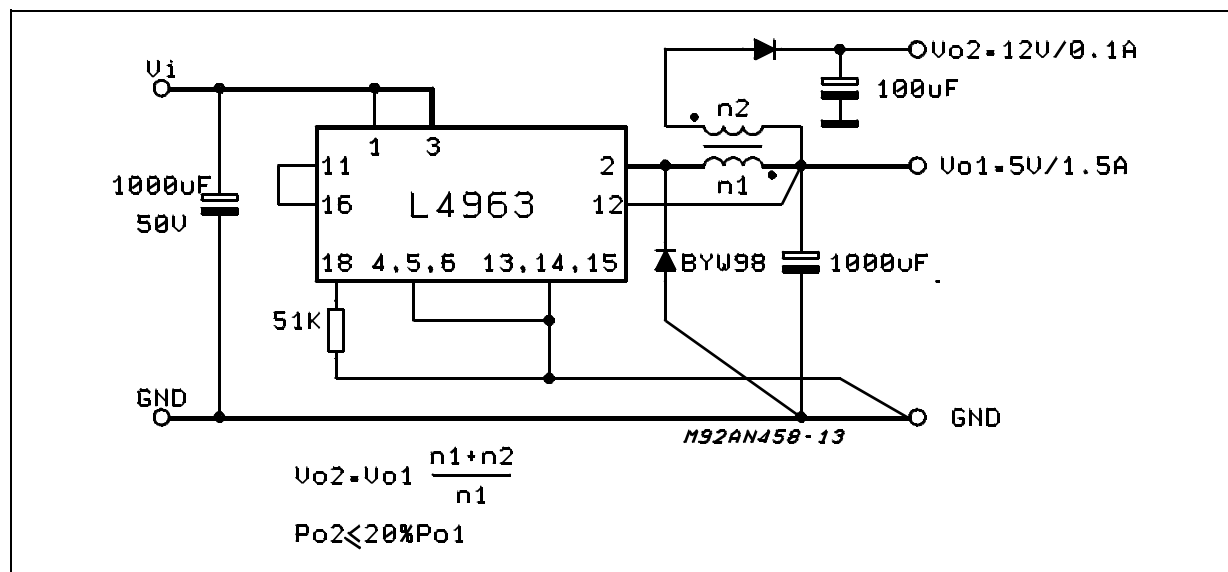 Vi
Vo2=12V/0.1A
100uF
n2
1
3
11
2
Vo1=5V/1.5A
n1
1000uF
50V
16
L4963
12
18
4,5,6
13,14,15
BYW98
1000uF
51K
GND
GND
M92AN458-13
Vo2=Vo1 n1+n2
n1
Po2≤20%Po1